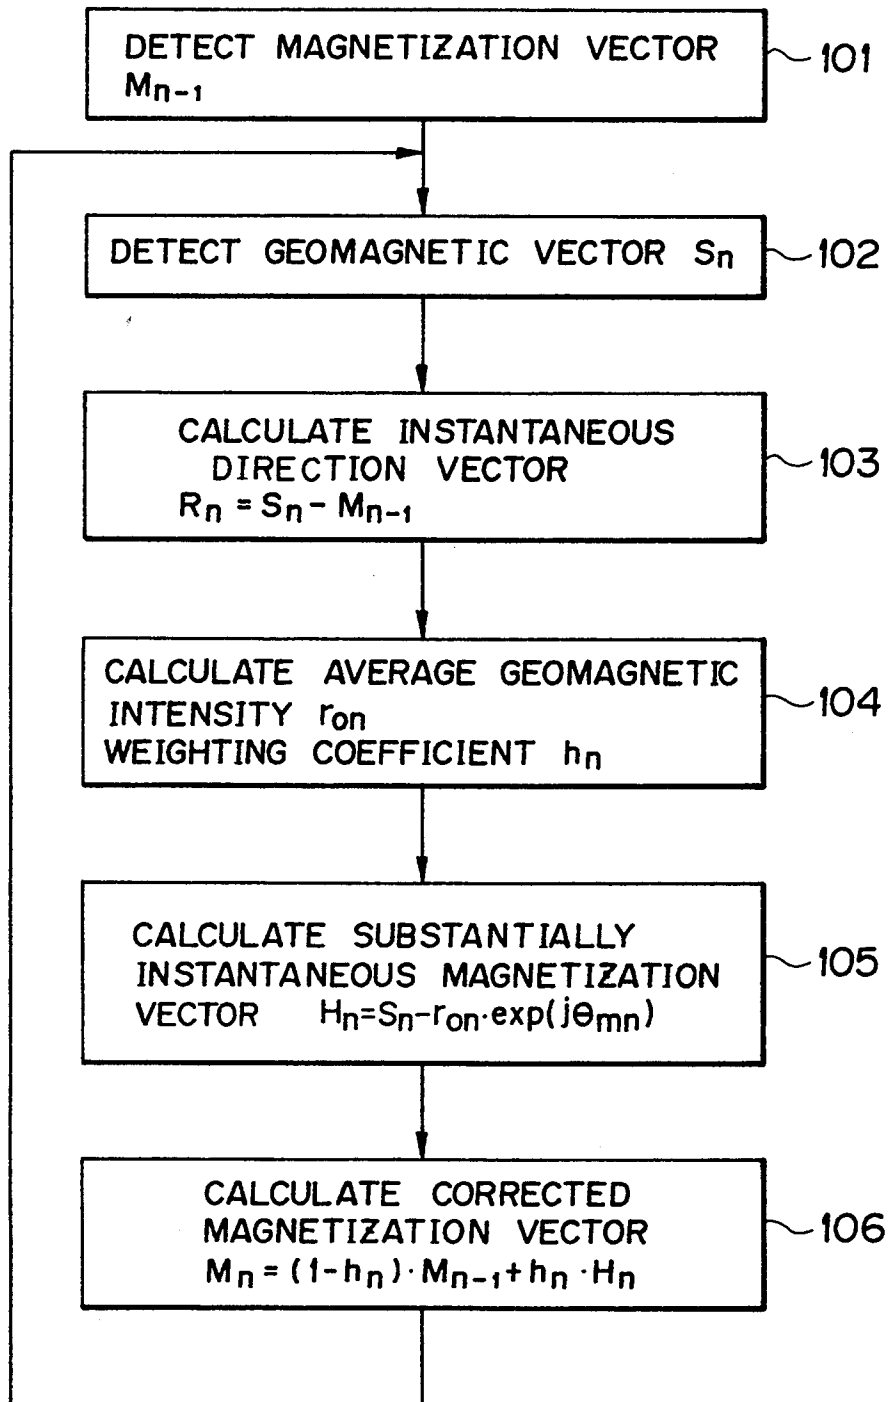 DETECT MAGNETIZATION VECTOR
Mn-1
101
DETECT GEOMAGNETIC VECTOR Sn
102
CALCULATE INSTANTANEOUS
DIRECTION VECTOR
Rn = Sn - Mn-1
103
CALCULATE AVERAGE GEOMAGNETIC
INTENSITY ron
WEIGHTING COEFFICIENT hn
104
CALCULATE SUBSTANTIALLY
INSTANTANEOUS MAGNETIZATION
VECTOR Hn=Sn-ron·exp(jθmn)
105
CALCULATE CORRECTED
MAGNETIZATION VECTOR
Mn = (1-hn)·Mn-1+hn·Hn
106